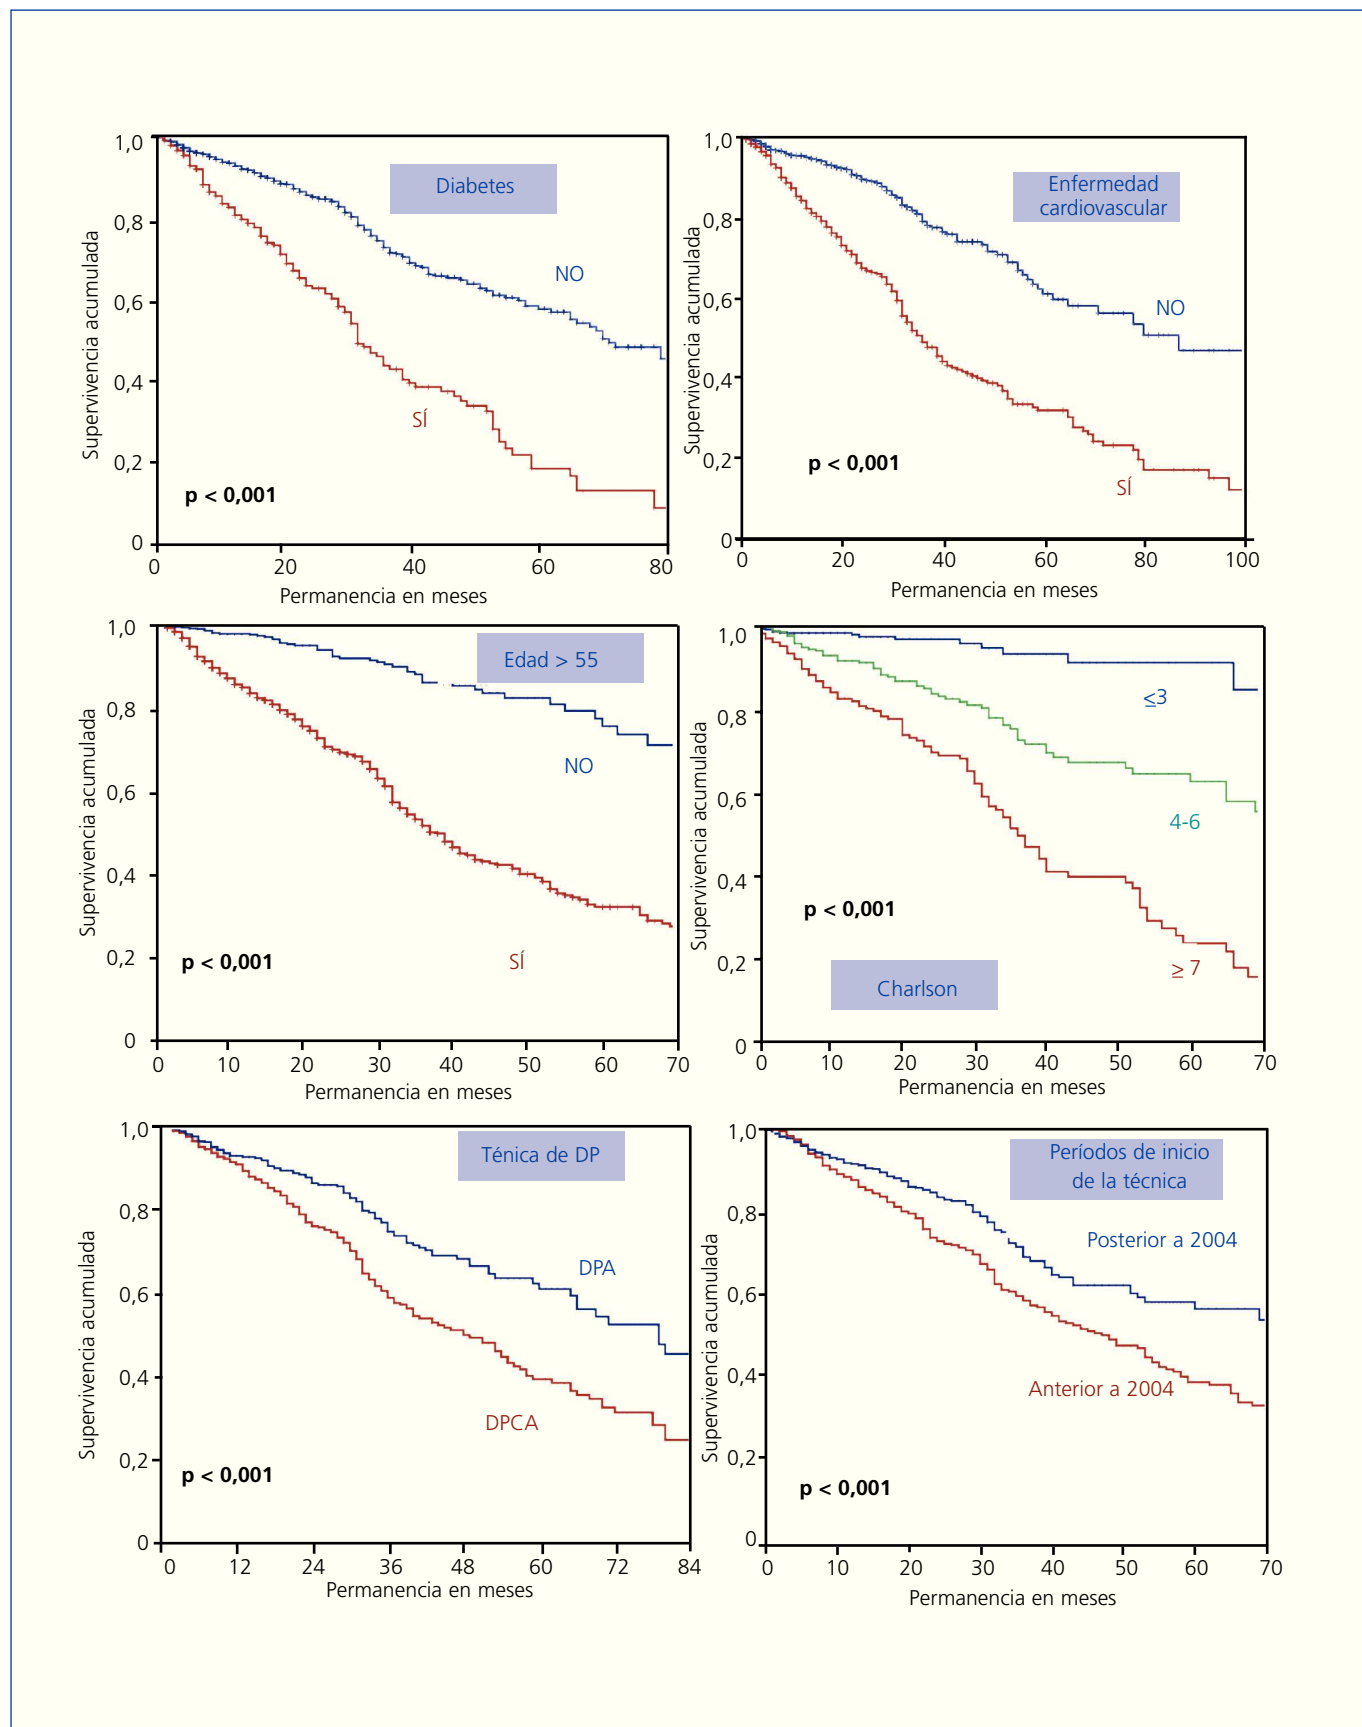 Supervivencia acumulada
1,0
0,8
0,6
0,4
0,2
0
Diabetes
NO
SÍ
p < 0,001
0 20 40 60 80
Permanencia en meses
Supervivencia acumulada
1,0
0,8
0,6
0,4
0,2
0
Enfermedad
cardiovascular
NO
p < 0,001
SÍ
0 20 40 60 80 100
Permanencia en meses
Supervivencia acumulada
1,0
0,8
0,6
0,4
0,2
0
Edad > 55
NO
p < 0,001
SÍ
0 10 20 30 40 50 60 70
Permanencia en meses
Supervivencia acumulada
1,0
0,8
0,6
0,4
0,2
0
≤3
4-6
p < 0,001
≥ 7
Charlson
0 10 20 30 40 50 60 70
Permanencia en meses
Supervivencia acumulada
1,0
0,8
0,6
0,4
0,2
0
Ténica de DP
DPA
DPCA
p < 0,001
0 12 24 36 48 60 72 84
Permanencia en meses
Supervivencia acumulada
1,0
0,8
0,6
0,4
0,2
0
Períodos de inicio
de la técnica
Posterior a 2004
Anterior a 2004
p < 0,001
0 10 20 30 40 50 60 70
Permanencia en meses